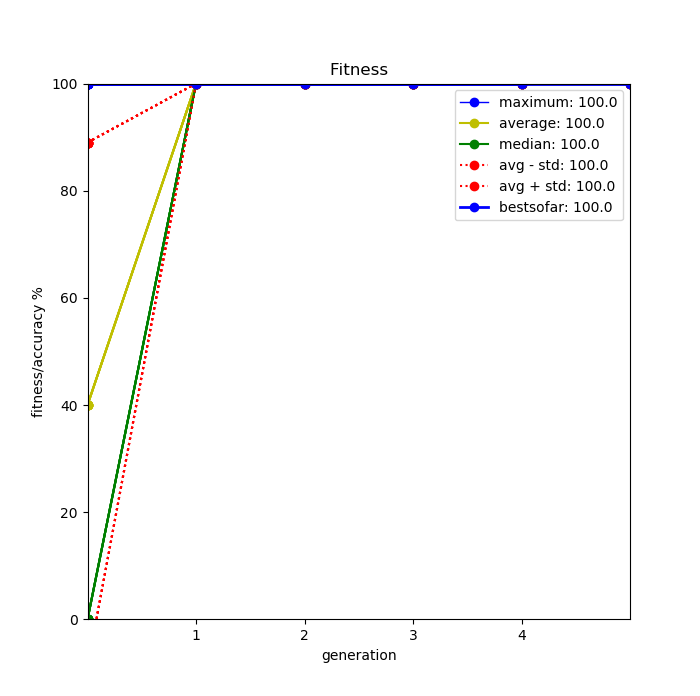 Fitness
100
80
60
40
20
0
fitness/accuracy %
maximum: 100.0
average: 100.0
median: 100.0
avg - std: 100.0
avg + std: 100.0
bestsofar: 100.0
1 2 3 4
generation